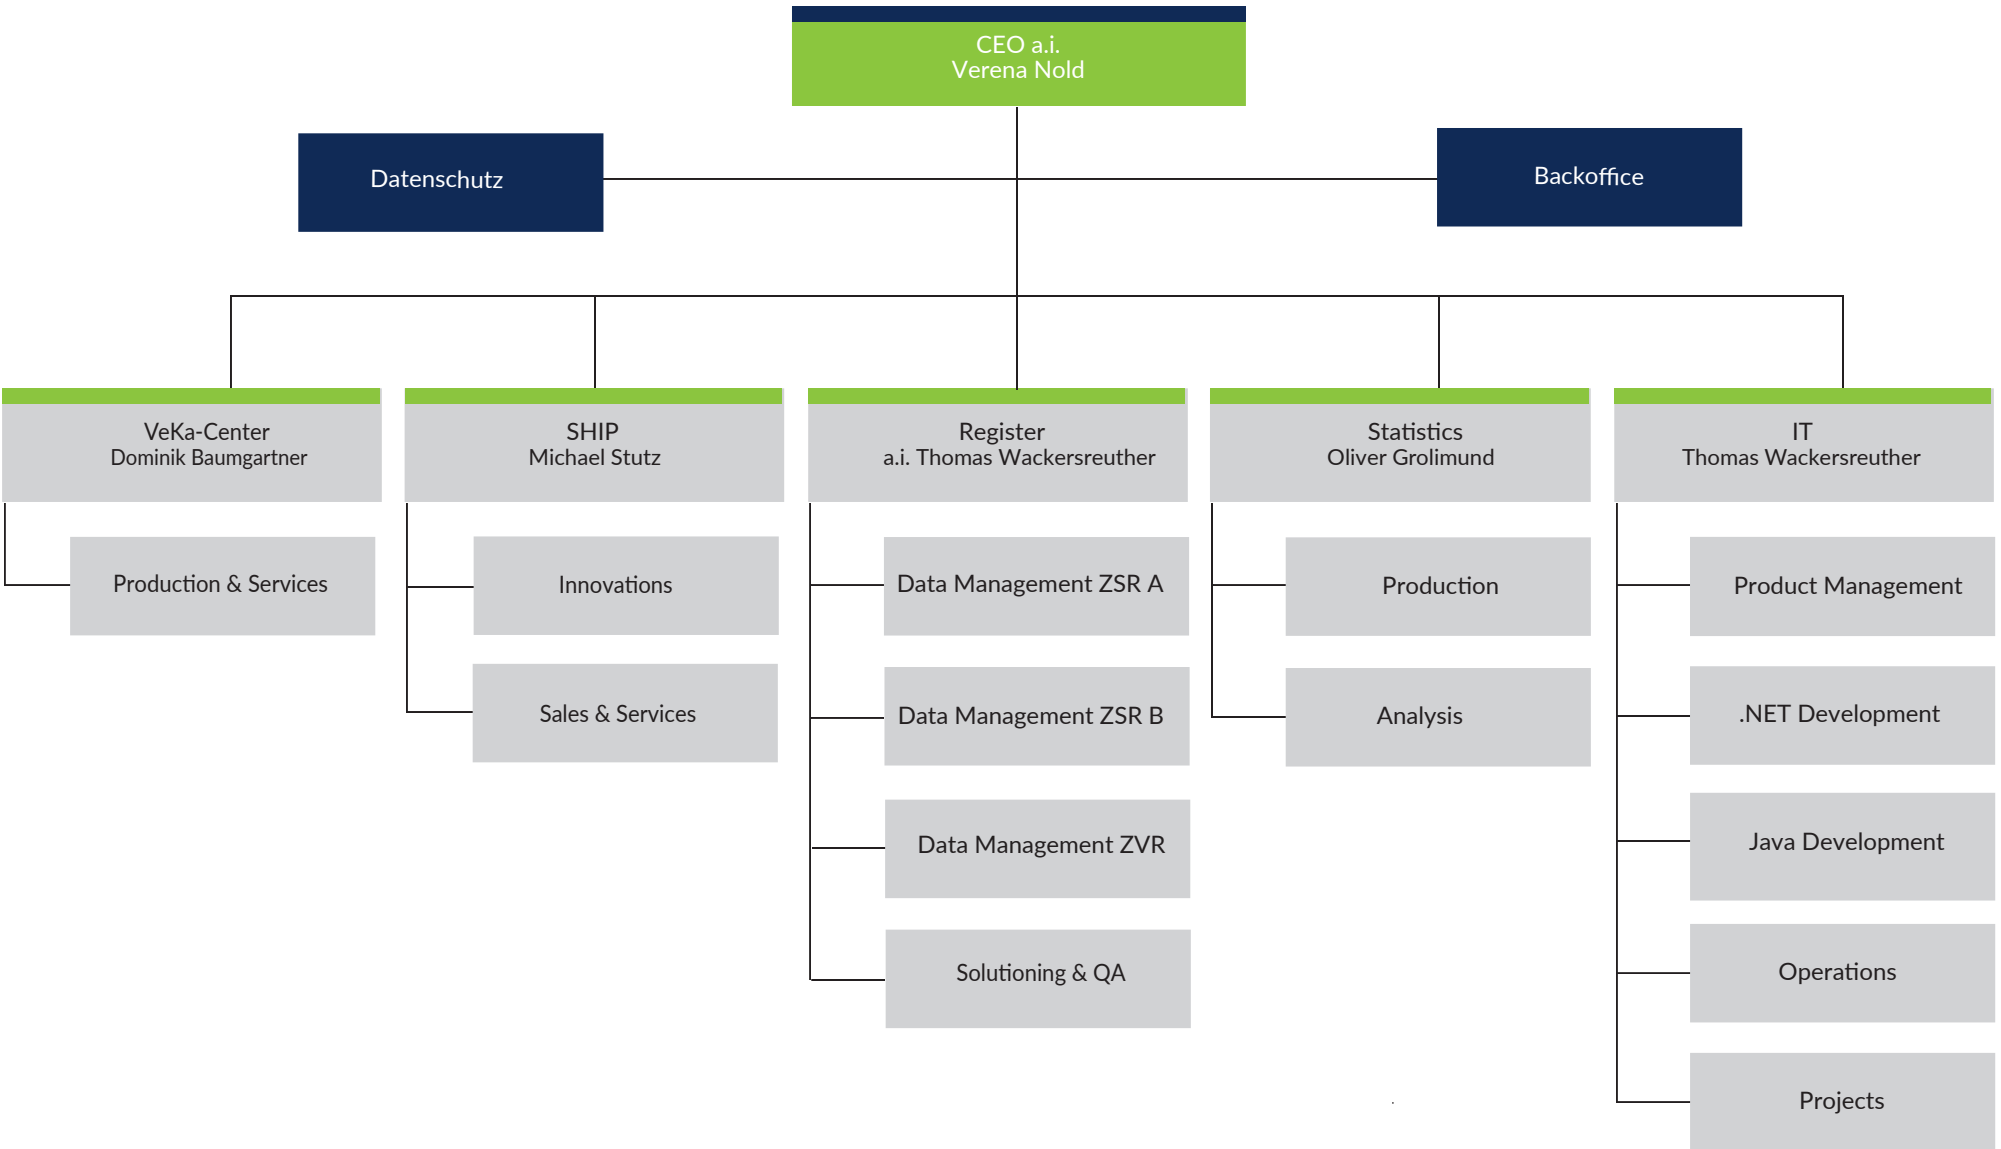 CEO a.i.
Verena Nold
Datenschutz
Backoffice
VeKa-Center
Dominik Baumgartner
SHIP
Michael Stutz
Register
a.i. Thomas Wackersreuther
Statistics
Oliver Grolimund
IT
Thomas Wackersreuther
Production & Services
Innovations
Sales & Services
Data Management ZSR A
Data Management ZSR B
Data Management ZVR
Solutioning & QA
Production
Analysis
Product Management
.NET Development
Java Development
Operations
Projects